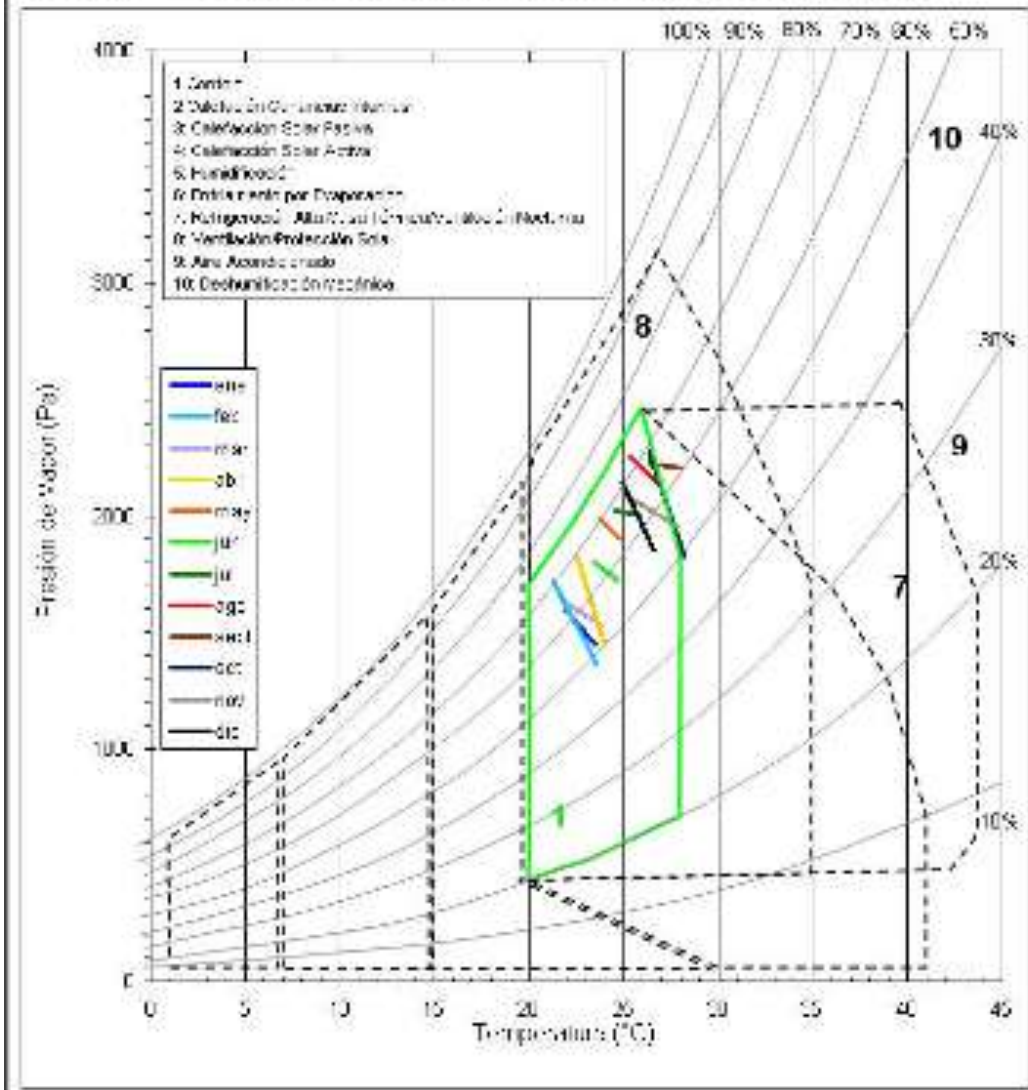 100% 90% 80% 70% 60% 50%
4000
1: Confort
2: Calefacción Ganancias Internas
3: Calefacción Solar Pasiva
4: Calefacción Solar Activa
5: Humidificación
6: Enfriamiento por Evaporación
7: Refrigeración Alta Masa Térmica/Ventilación Nocturna
8: Ventilación/Protección Solar
9: Aire Acondicionado
10: Deshumidificación Mecánica
10 40%
3000
8
30%
ene
feb
mar
abr
may
jun
jul
ago
sept
oct
nov
dic
9
2000
20%
7
1000
1
10%
0
0 5 10 15 20 25 30 35 40 45
Presión de Vapor (Pa)
Temperatura (°C)